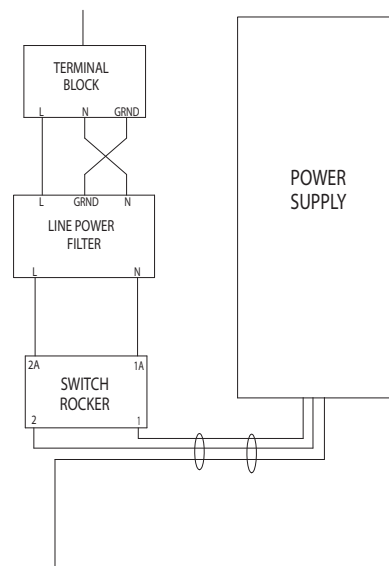 TERMINAL
BLOCK
L N GRND
L GRND N
LINE POWER
FILTER
L N
POWER
SUPPLY
2A 1A
SWITCH
ROCKER
2 1